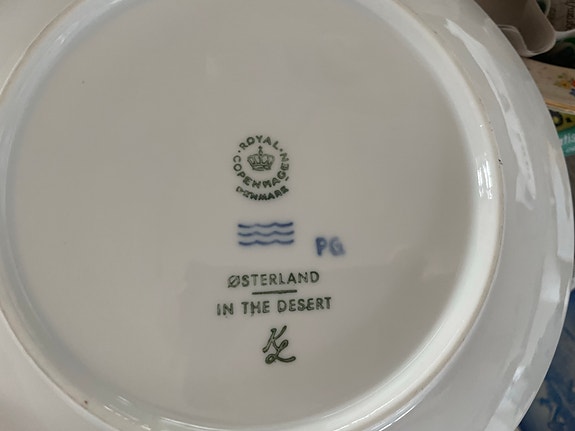 ROYAL
COPENHAGEN
DENMARK
PG
ØSTERLAND
IN THE DESERT
KL